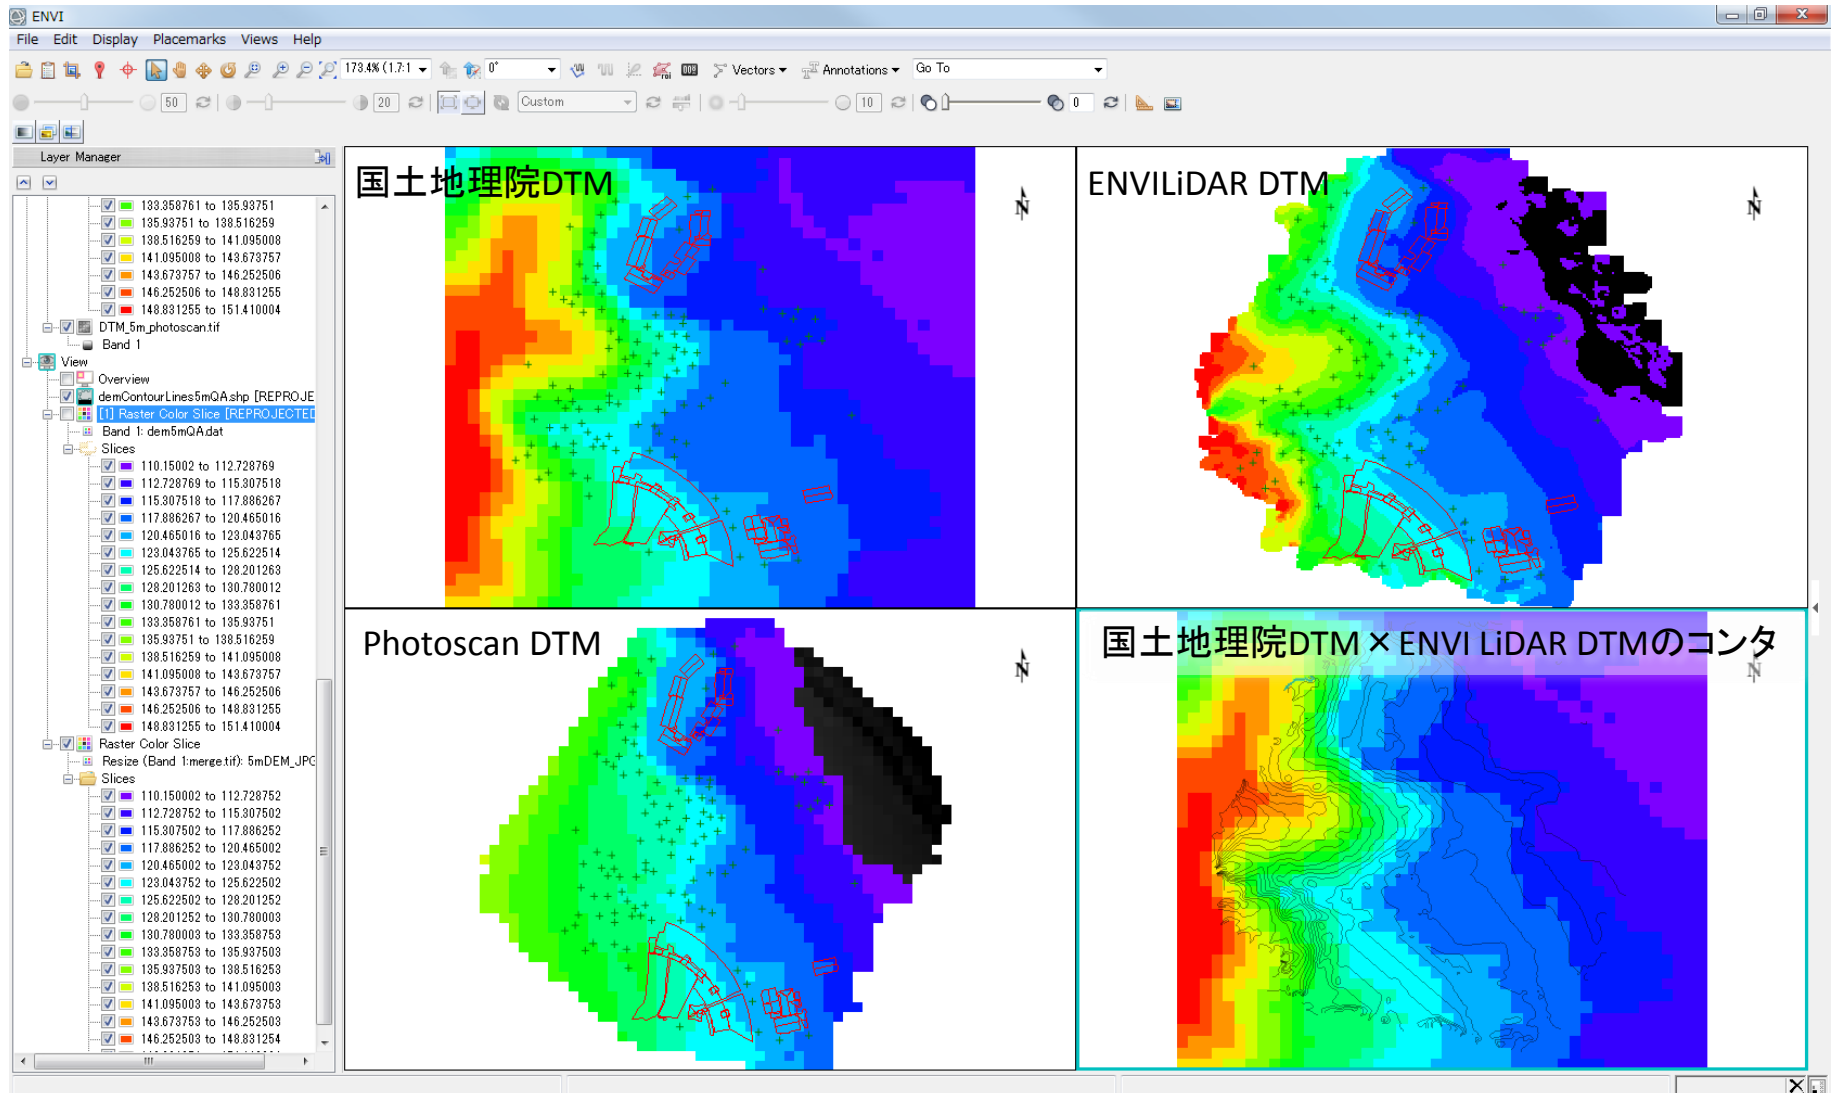 ENVI
File Edit Display Placemarks Views Help
173.4% (1.7:1
0°
Vectors
Annotations
Go To
50
20
Custom
10
0
Layer Manager
133.358761 to 135.93751
135.93751 to 138.516259
138.516259 to 141.095008
141.095008 to 143.673757
143.673757 to 146.252506
146.252506 to 148.831255
148.831255 to 151.410004
DTM_5m_photoscan.tif
Band 1
View
Overview
demContourLines5mQA.shp [REPROJE
[1] Raster Color Slice [REPROJECTED
Band 1: dem5mQA.dat
Slices
110.15002 to 112.728769
112.728769 to 115.307518
115.307518 to 117.886267
117.886267 to 120.465016
120.465016 to 123.043765
123.043765 to 125.622514
125.622514 to 128.201263
128.201263 to 130.780012
130.780012 to 133.358761
133.358761 to 135.93751
135.93751 to 138.516259
138.516259 to 141.095008
141.095008 to 143.673757
143.673757 to 146.252506
146.252506 to 148.831255
148.831255 to 151.410004
Raster Color Slice
Resize (Band 1:merge.tif): 5mDEM_JPG
Slices
110.150002 to 112.728752
112.728752 to 115.307502
115.307502 to 117.886252
117.886252 to 120.465002
120.465002 to 123.043752
123.043752 to 125.622502
125.622502 to 128.201252
128.201252 to 130.780003
130.780003 to 133.358753
133.358753 to 135.937503
135.937503 to 138.516253
138.516253 to 141.095003
141.095003 to 143.673753
143.673753 to 146.252503
146.252503 to 148.831254
国土地理院DTM
N
ENVILiDAR DTM
N
Photoscan DTM
N
国土地理院DTM×ENVI LiDAR DTMのコンタ
N